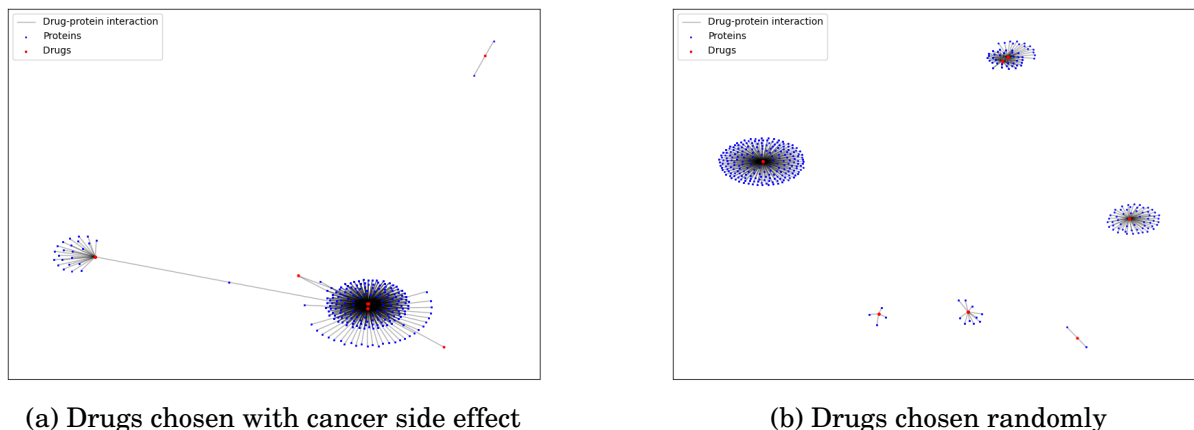 Drug-protein interaction
Proteins
Drugs
Drug-protein interaction
Proteins
Drugs
(a) Drugs chosen with cancer side effect
(b) Drugs chosen randomly